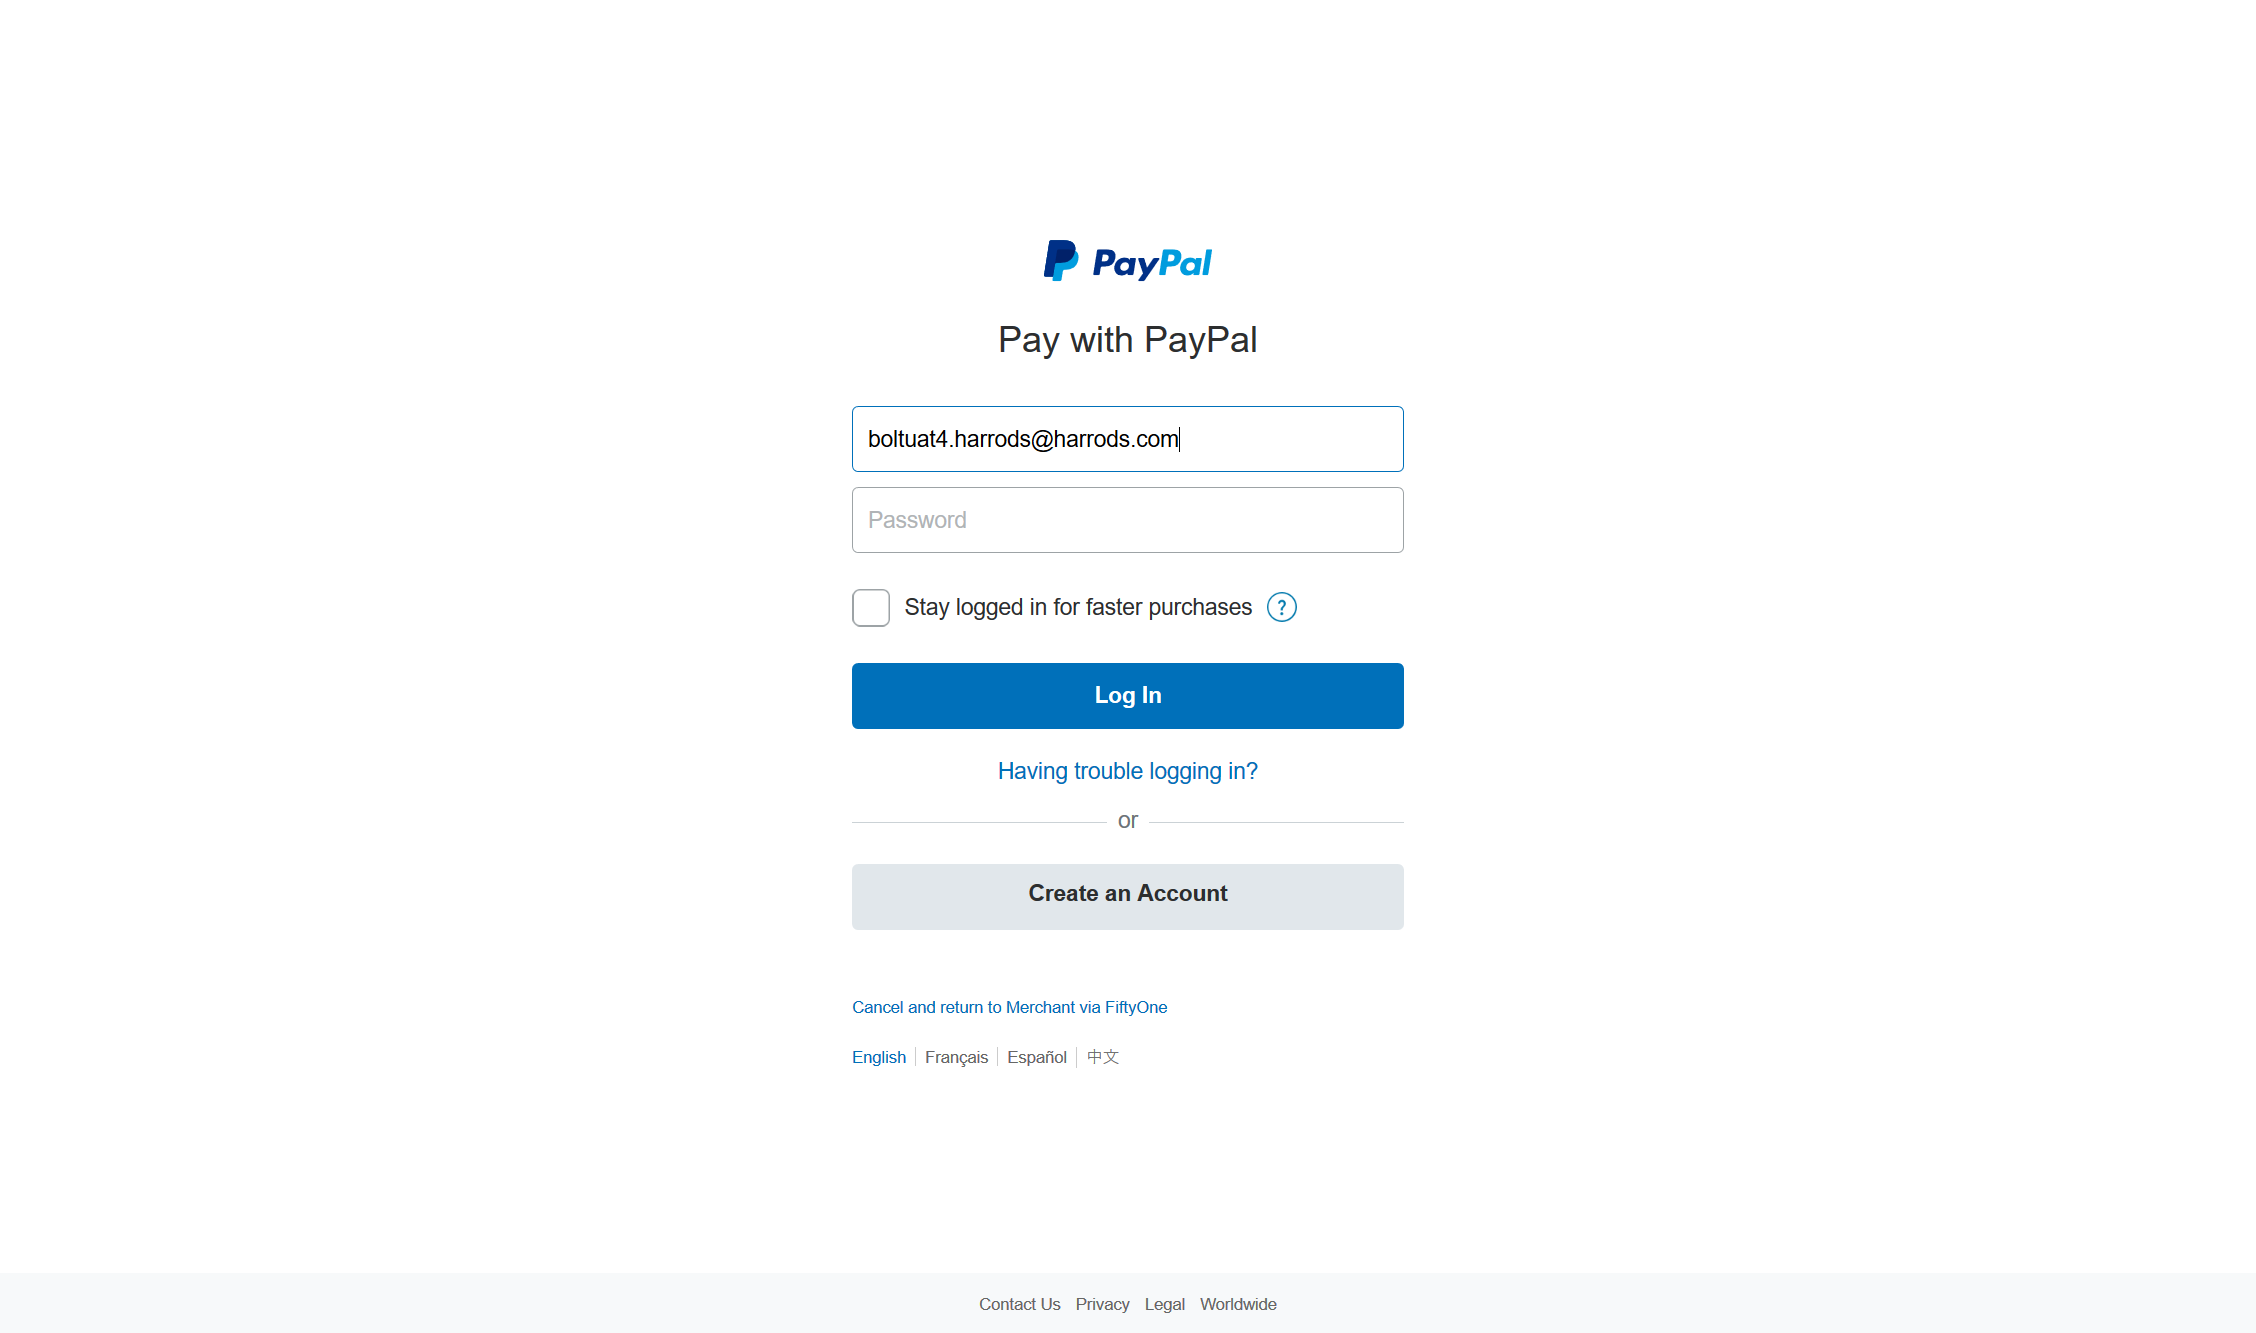 PayPal
Pay with PayPal
boltuat4.harrods@harrods.com
Password
Stay logged in for faster purchases ?
Log In
Having trouble logging in?
or
Create an Account
Cancel and return to Merchant via FiftyOne
English Français Español 中文
Contact Us Privacy Legal Worldwide